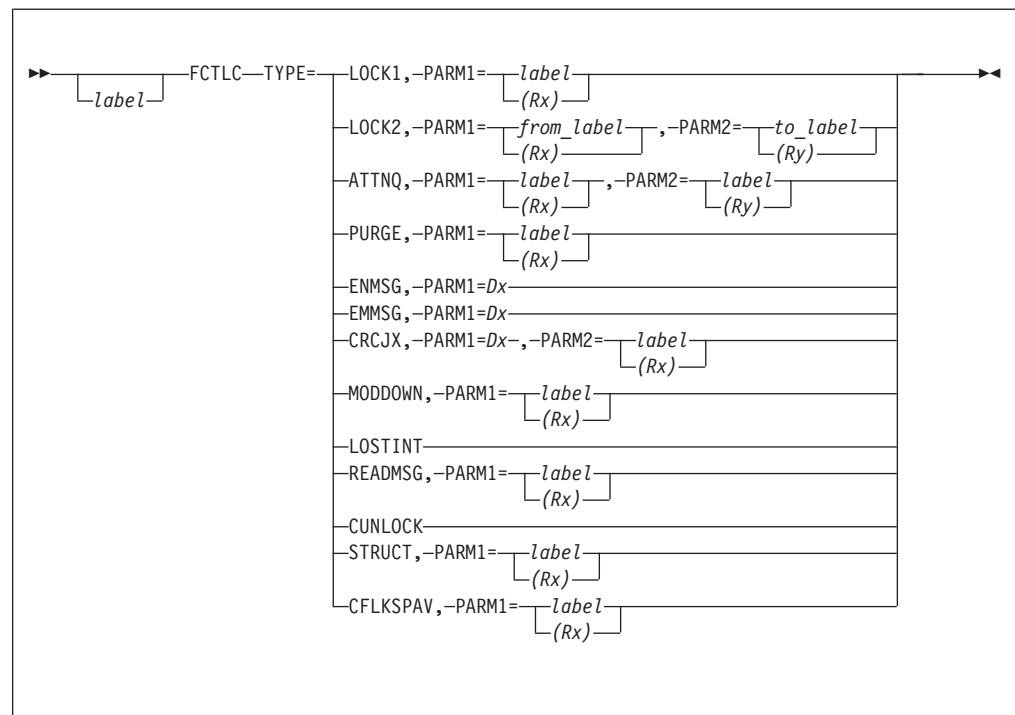 FCTLC TYPE= LOCK1, PARM1= label
label (Rx)
LOCK2, PARM1= from_label , PARM2= to_label
(Rx) (Ry)
ATTNQ, PARM1= label , PARM2= label
(Rx) (Ry)
PURGE, PARM1= label
(Rx)
ENMSG, PARM1=Dx
EMMSG, PARM1=Dx
CRCJX, PARM1=Dx , PARM2= label
(Rx)
MODDOWN, PARM1= label
(Rx)
LOSTINT
READMSG, PARM1= label
(Rx)
CUNLOCK
STRUCT, PARM1= label
(Rx)
CFLKSPAV, PARM1= label
(Rx)